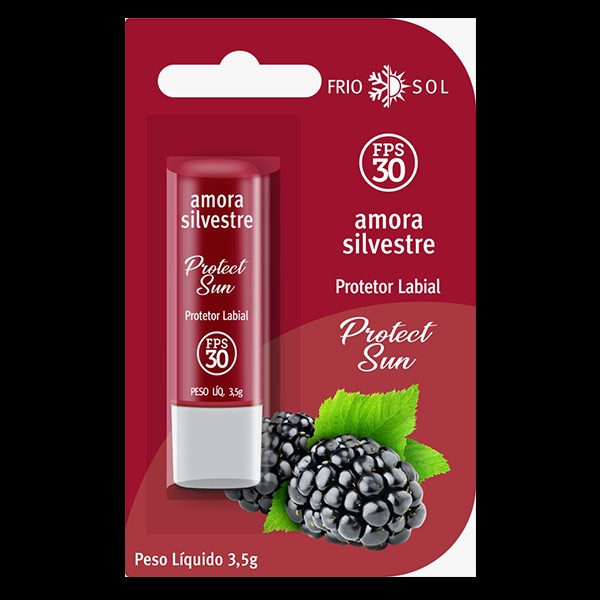 FRIO SOL
FPS
30
amora
silvestre
Protetor Labial
Protect
Sun
amora
silvestre
Protect
Sun
Protetor Labial
FPS
30
PESO LÍQ. 3,5g
Peso Líquido 3,5g